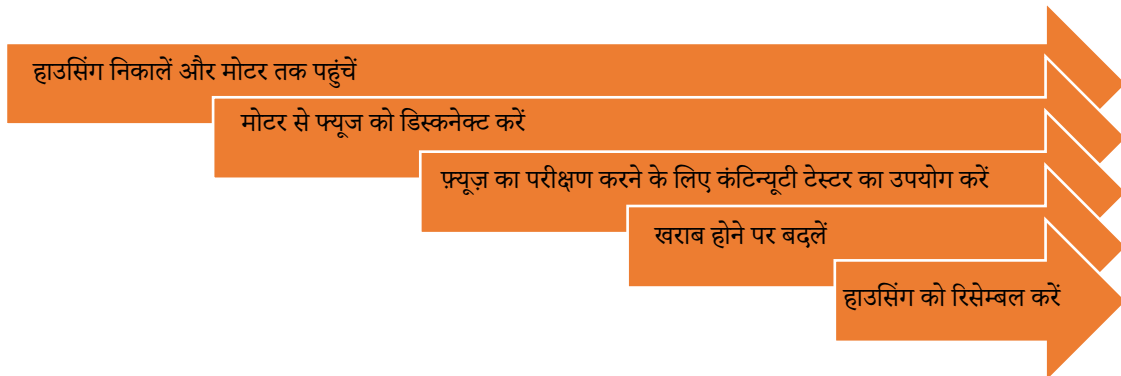 हाउसिंग निकालें और मोटर तक पहुंचें
मोटर से फ्यूज को डिस्कनेक्ट करें
फ़्यूज़ का परीक्षण करने के लिए कंटिन्यूटी टेस्टर का उपयोग करें
खराब होने पर बदलें
हाउसिंग को रिसेम्बल करें